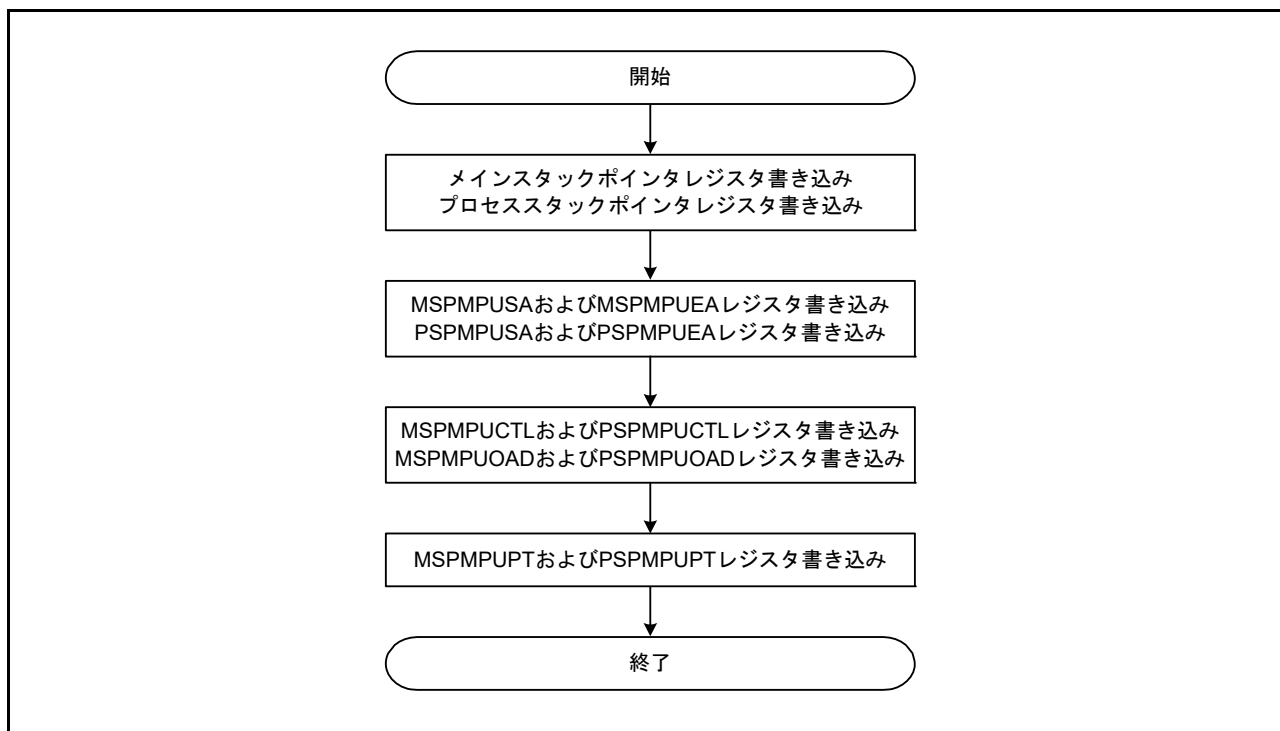 開始
メインスタックポインタレジスタ書き込み
プロセススタックポインタレジスタ書き込み
MSPMPUSAおよびMSPMPUEAレジスタ書き込み
PSPMPUSAおよびPSPMPUEAレジスタ書き込み
MSPMPUCTLおよびPSPMPUCTLレジスタ書き込み
MSPMPUOADおよびPSPMPUOADレジスタ書き込み
MSPMPUPTおよびPSPMPUPTレジスタ書き込み
終了